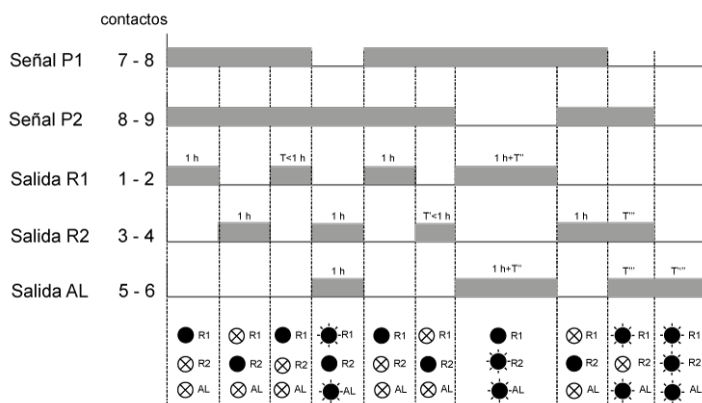 contactos
Señal P1 7 - 8
Señal P2 8 - 9
1 h T<1 h 1 h 1 h+T''
Salida R1 1 - 2
1 h 1 h T'<1 h 1 h T'''
Salida R2 3 - 4
1 h 1 h+T'' T''' T''''
Salida AL 5 - 6
R1 R1 R1 R1 R1 R1 R1 R1 R1 R1
R2 R2 R2 R2 R2 R2 R2 R2 R2 R2
AL AL AL AL AL AL AL AL AL AL